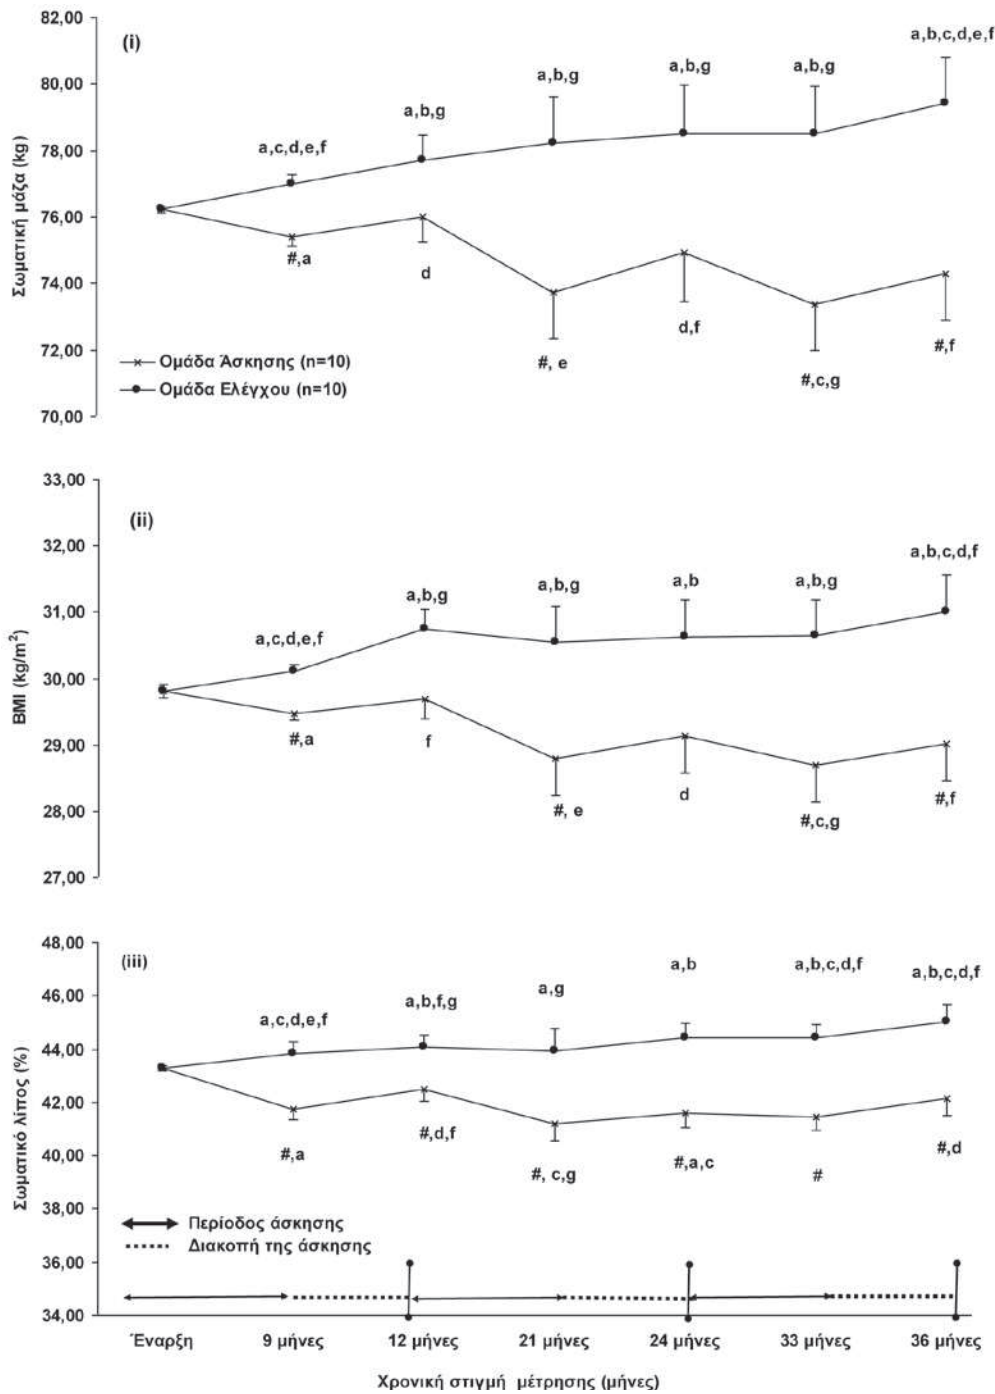 82,00
(i)
a,b,c,d,e,f
80,00
a,b,g
a,b,g
a,b,g
a,b,g
78,00
a,c,d,e,f
76,00
#,a
d
74,00
d,f
72,00
#, e
#,c,g
#,f
Ομάδα Άσκησης (n=10)
Ομάδα Ελέγχου (n=10)
70,00
Σωματική μάζα (kg)
33,00
(ii)
32,00
a,b,c,d,f
a,b,g
a,b,g
a,b
a,b,g
31,00
a,c,d,e,f
30,00
#,a
f
29,00
d
28,00
#, e
#,c,g
#,f
27,00
BMI (kg/m²)
48,00
(iii)
a,b
a,b,c,d,f
a,b,c,d,f
46,00
a,c,d,e,f
a,b,f,g
a,g
44,00
42,00
40,00
#,a
#,d,f
#, c,g
#,a,c
#
#,d
38,00
Περίοδος άσκησης
Διακοπή της άσκησης
36,00
34,00
Σωματικό λίπος (%)
Έναρξη 9 μήνες 12 μήνες 21 μήνες 24 μήνες 33 μήνες 36 μήνες
Χρονική στιγμή μέτρησης (μήνες)